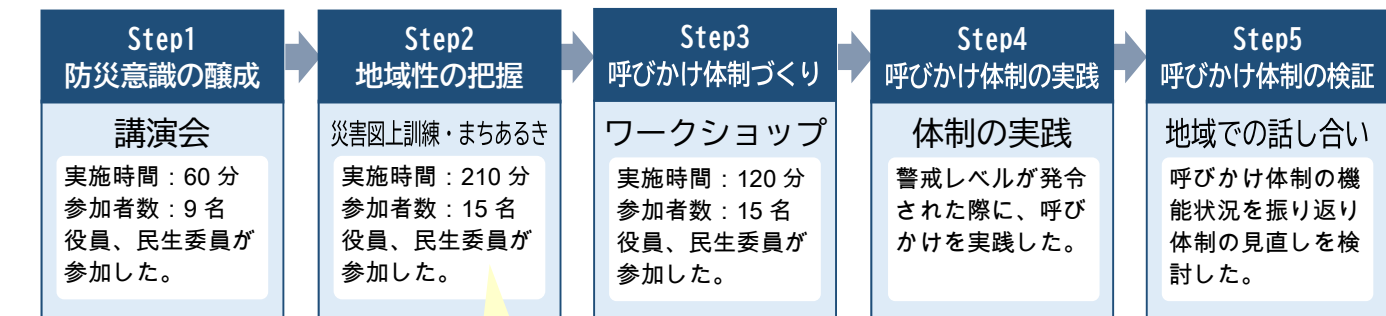 Step1
防災意識の醸成
講演会
実施時間：60 分
参加者数：9 名
役員、民生委員が
参加した。
Step2
地域性の把握
災害図上訓練・まちあるき
実施時間：210 分
参加者数：15 名
役員、民生委員が
参加した。
Step3
呼びかけ体制づくり
ワークショップ
実施時間：120 分
参加者数：15 名
役員、民生委員が
参加した。
Step4
呼びかけ体制の実践
体制の実践
警戒レベルが発令
された際に、呼び
かけを実践した。
Step5
呼びかけ体制の検証
地域での話し合い
呼びかけ体制の機
能状況を振り返り
体制の見直しを検
討した。